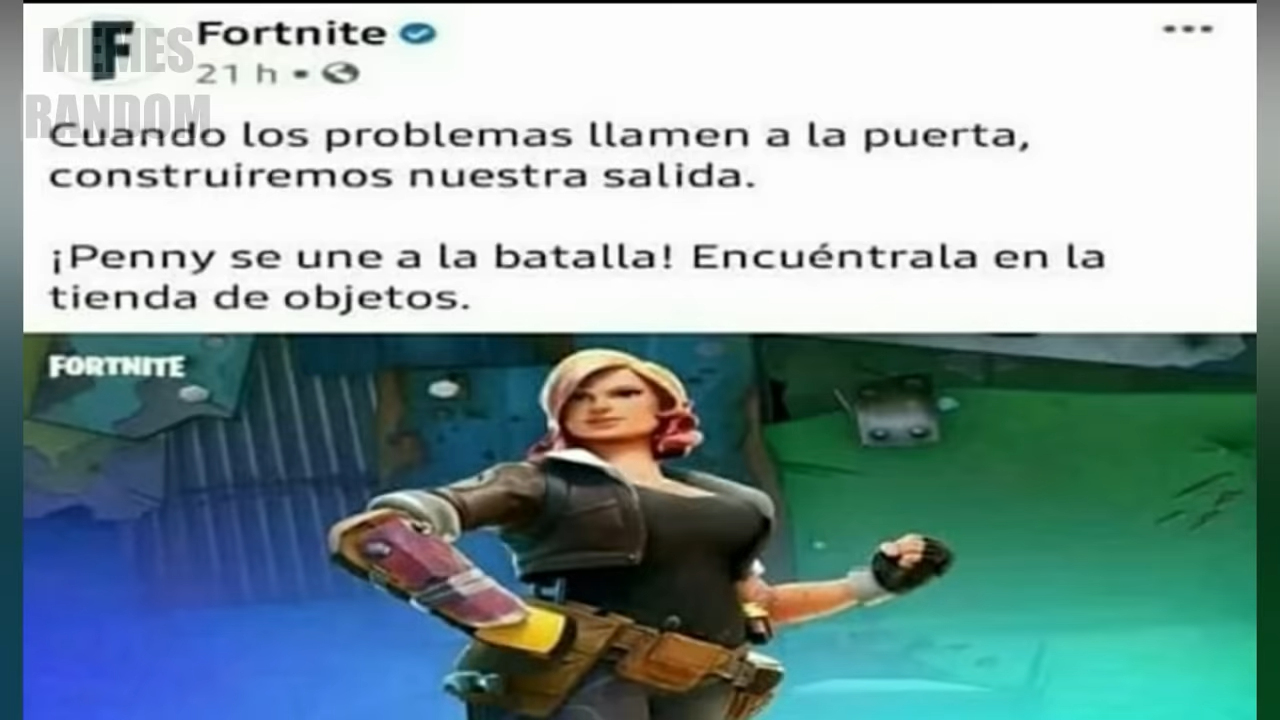 Fortnite
MEMES
RANDOM
21 h
Cuando los problemas llamen a la puerta,
construiremos nuestra salida.
¡Penny se une a la batalla! Encuéntrala en la
tienda de objetos.
FORTNITE